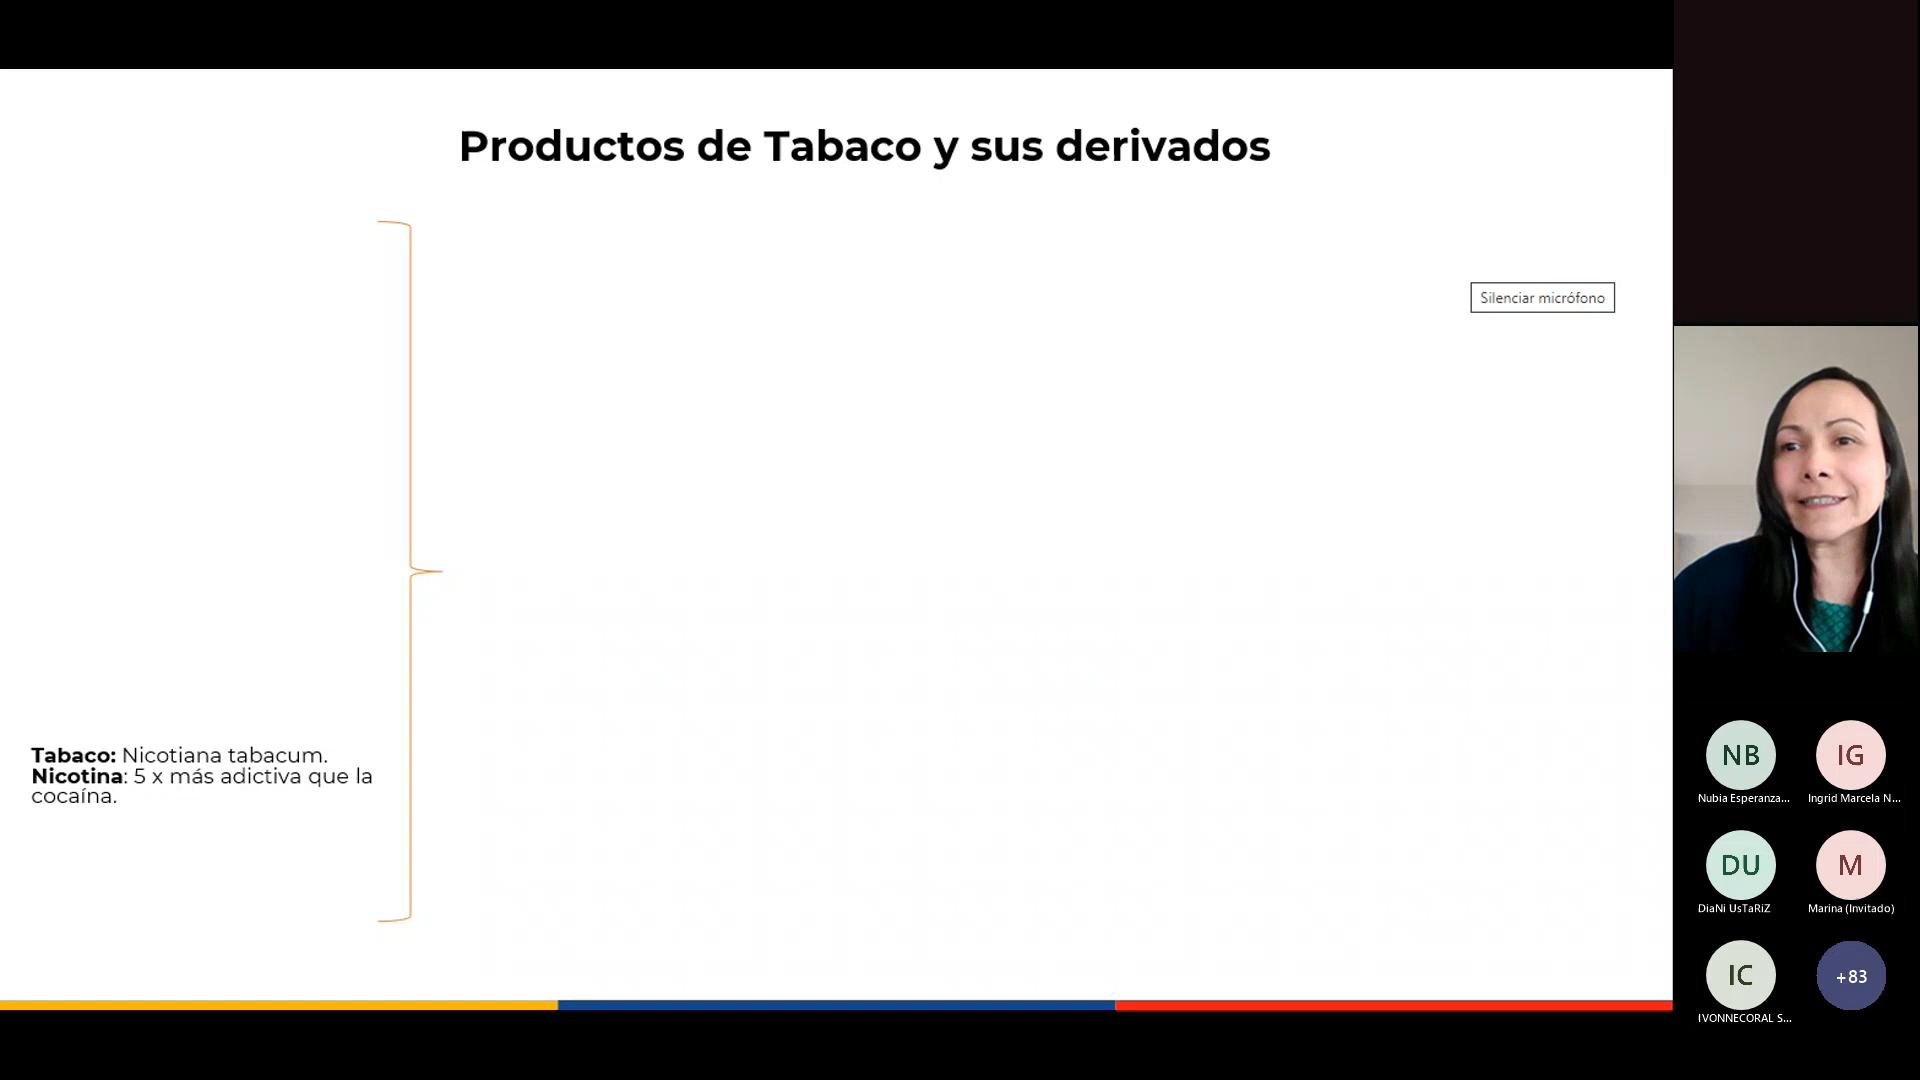 Productos de Tabaco y sus derivados
Silenciar micrófono
Tabaco: Nicotiana tabacum.
Nicotina: 5 x más adictiva que la
cocaína.
NB
IG
Nubia Esperanza...
Ingrid Marcela N...
DU
M
DiaNi UsTaRiZ
Marina (Invitado)
IC
+83
IVONNECORAL S...